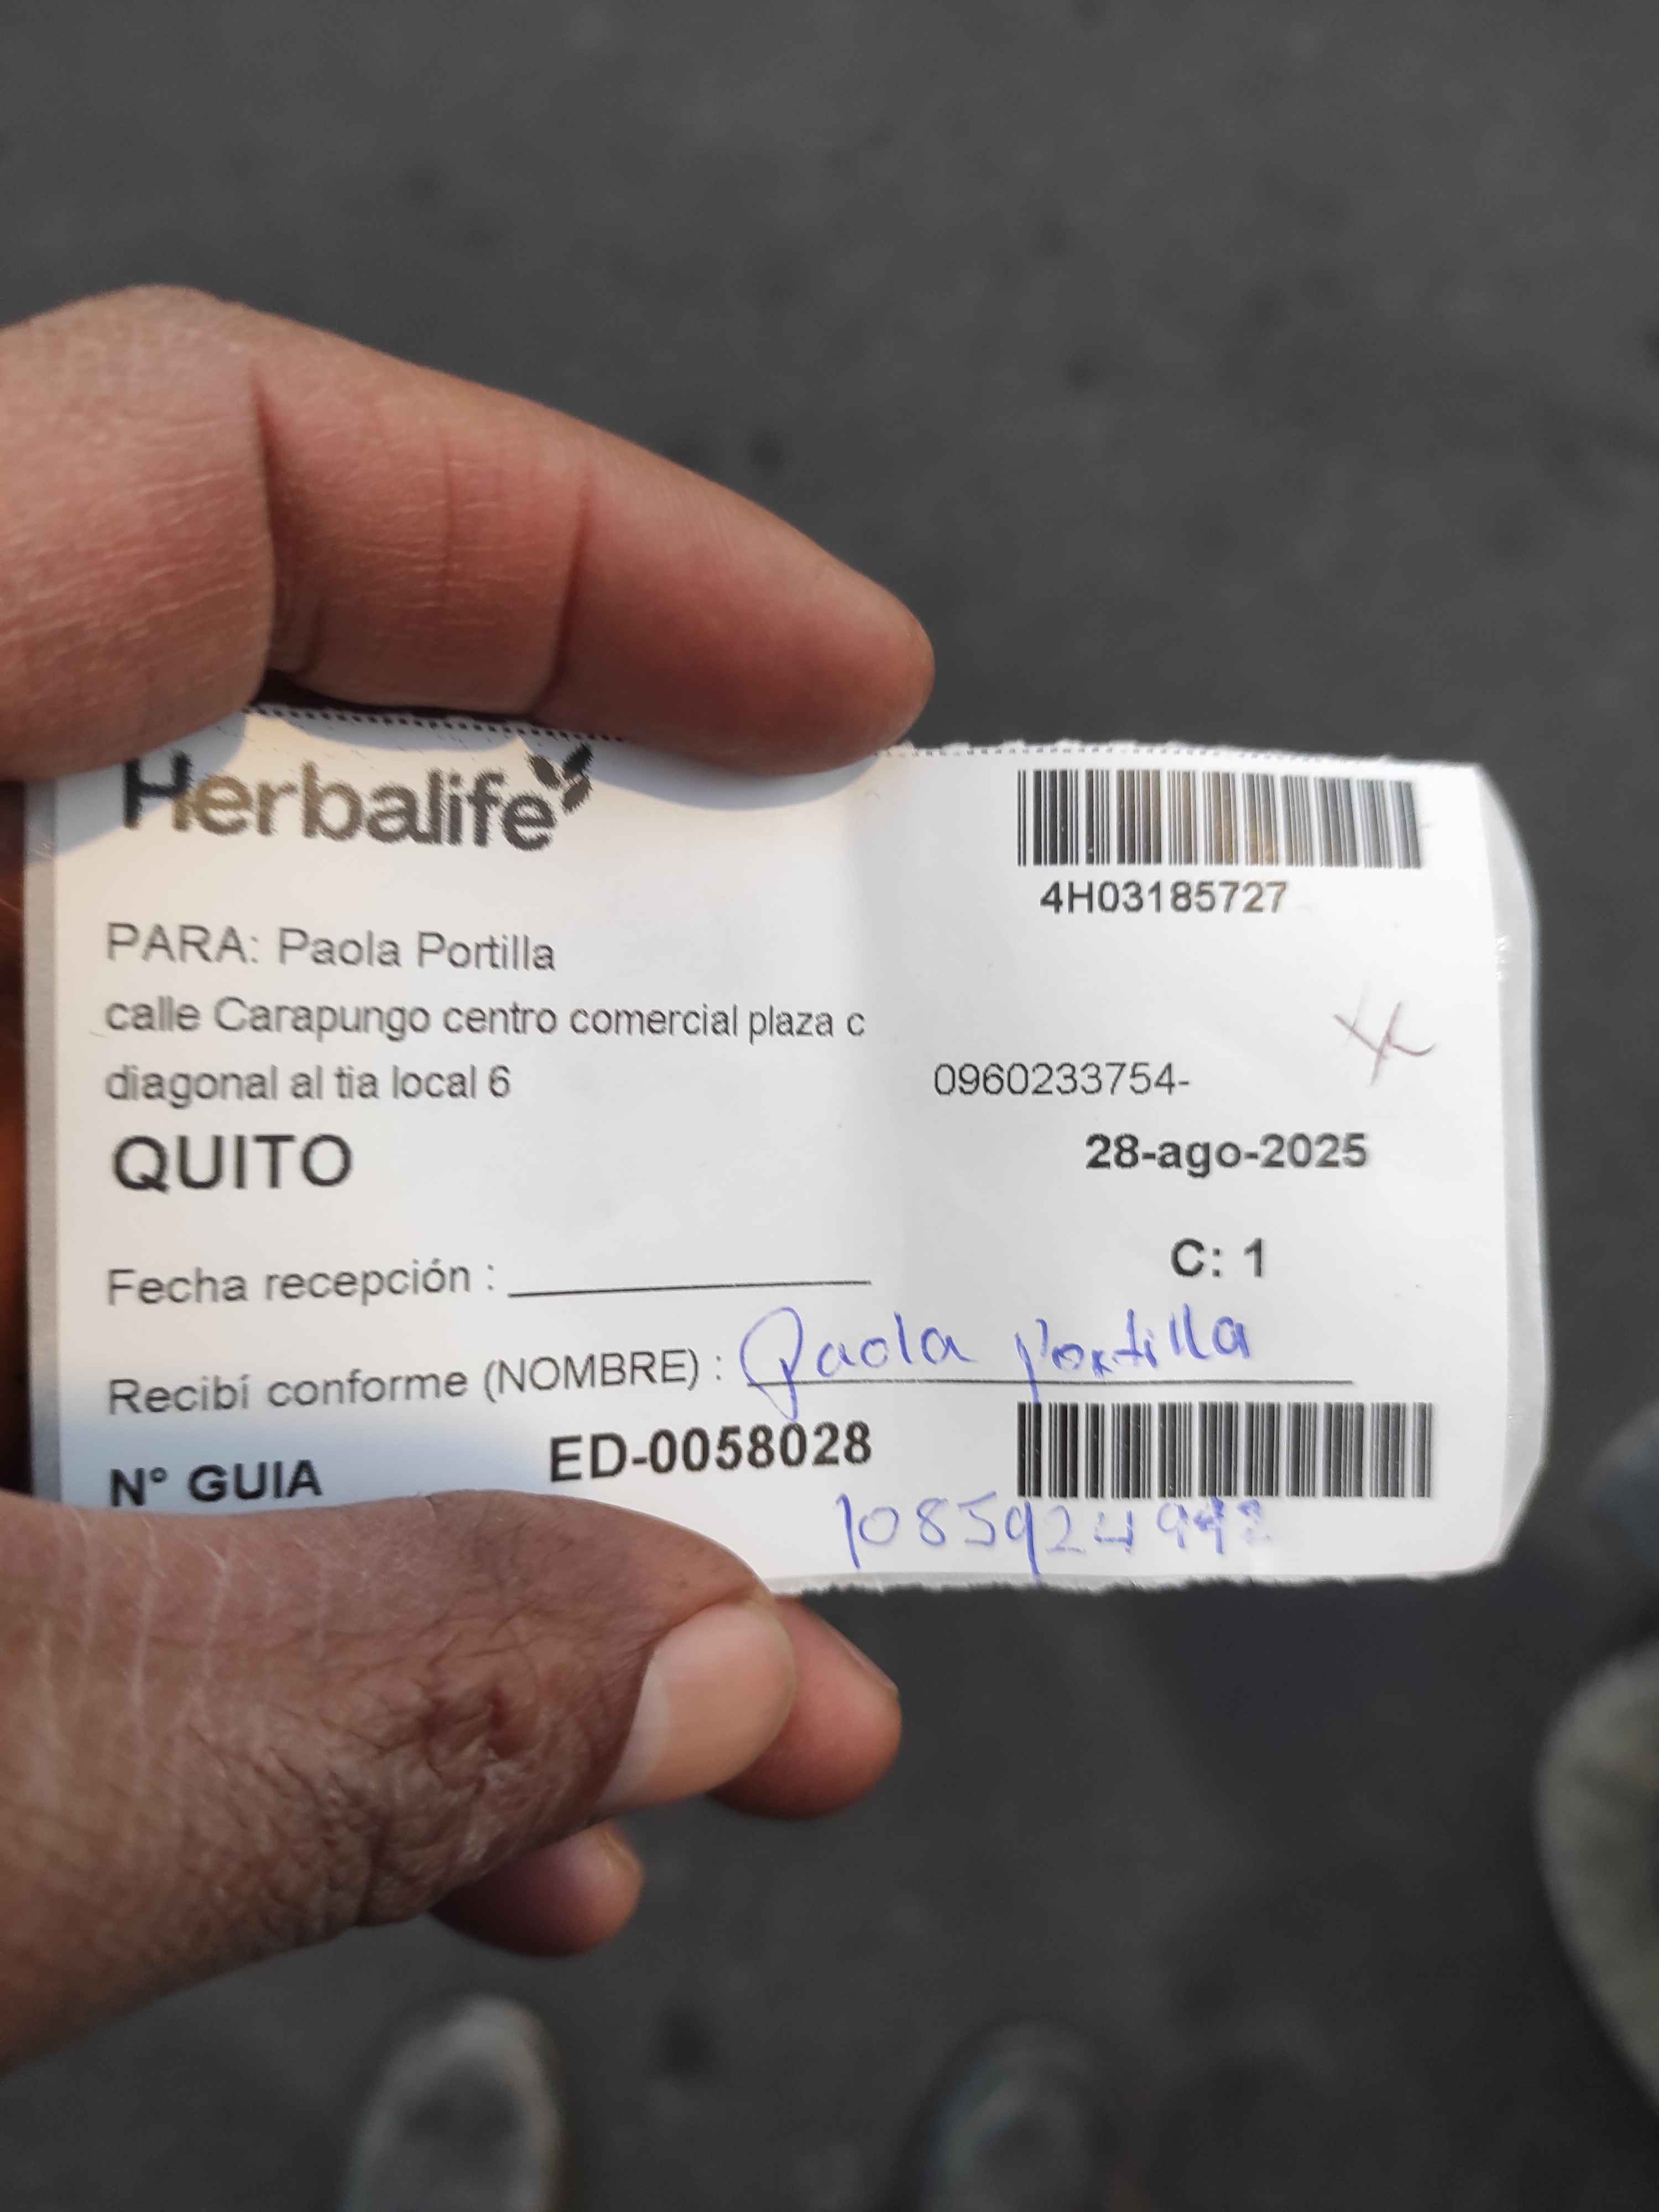 Herbalife
4H03185727
PARA: Paola Portilla
calle Carapungo centro comercial plaza c
diagonal al tia local 6
0960233754-
QUITO
28-ago-2025
C: 1
Fecha recepción :
Recibí conforme (NOMBRE) : Paola Portilla
N° GUIA ED-0058028